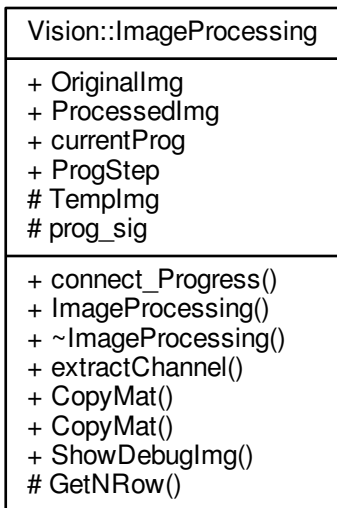 Vision::ImageProcessing
+ OriginalImg
+ ProcessedImg
+ currentProg
+ ProgStep
# TempImg
# prog_sig
+ connect_Progress()
+ ImageProcessing()
+ ~ImageProcessing()
+ extractChannel()
+ CopyMat()
+ CopyMat()
+ ShowDebugImg()
# GetNRow()